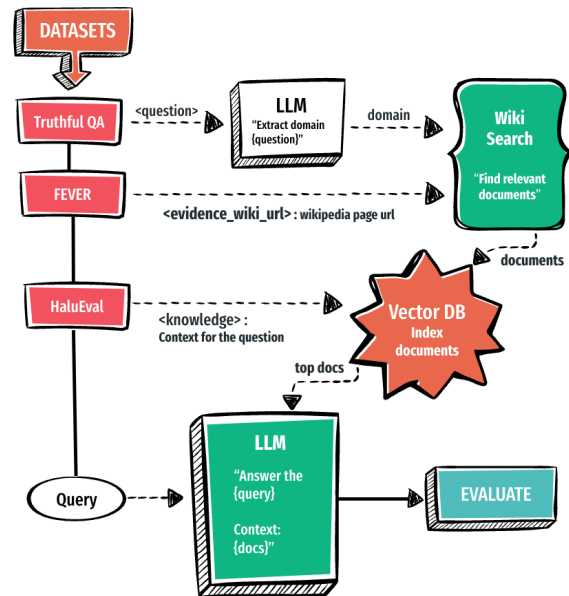 DATASETS
Truthful QA
<question>
LLM
“Extract domain
{question}”
domain
Wiki
Search
“Find relevant
documents”
FEVER
<evidence_wiki_url> : wikipedia page url
documents
HaluEval
<knowledge> :
Context for the question
Vector DB
Index
documents
top docs
LLM
“Answer the
{query}
Context:
{docs}”
Query
EVALUATE